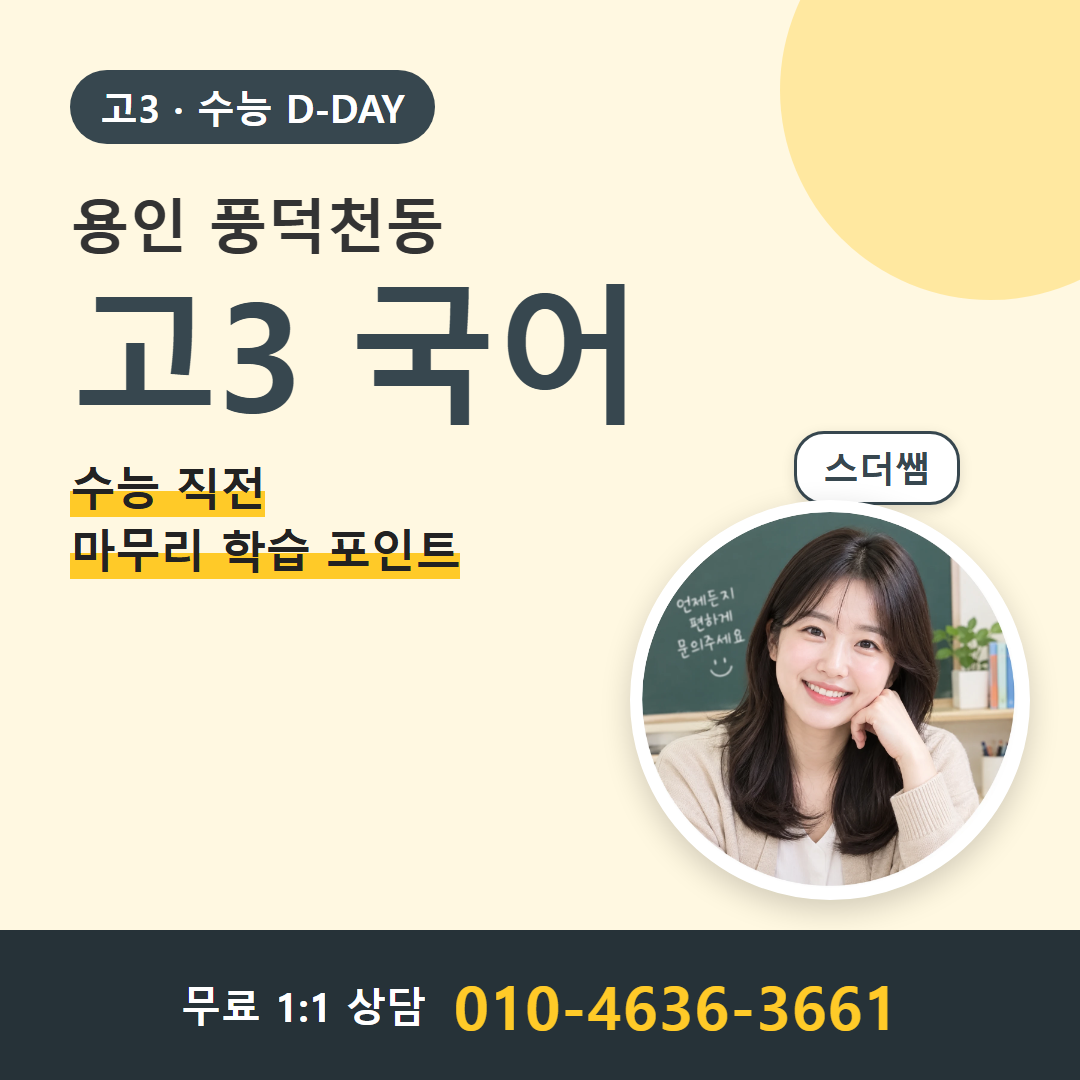 고3 · 수능 D-DAY
용인 풍덕천동
고3 국어
수능 직전
마무리 학습 포인트
스더쌤
언제든지
편하게
문의주세요
무료 1:1 상담 010-4636-3661